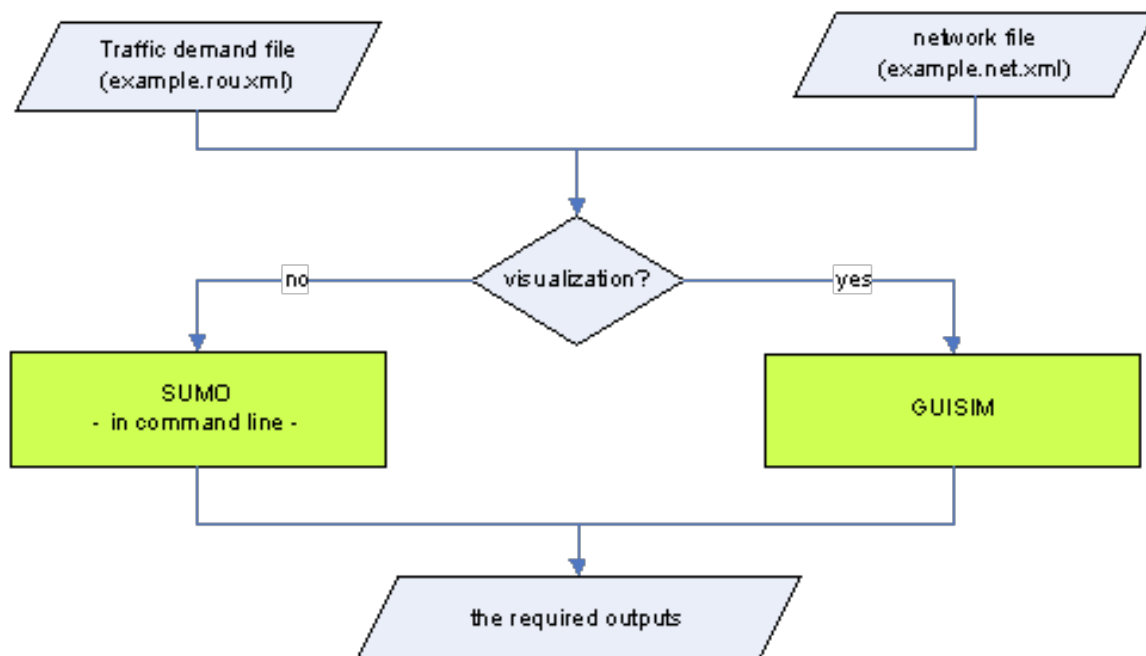 Traffic demand file
(example.rou.xml)
network file
(example.net.xml)
visualization?
no
yes
SUMO
- in command line -
GUISIM
the required outputs